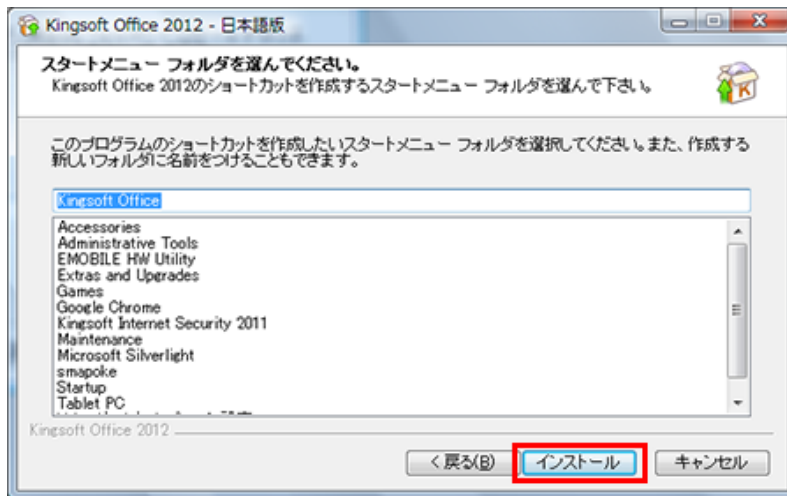 Kingsoft Office 2012 - 日本語版
スタートメニュー フォルダを選んでください。
Kingsoft Office 2012のショートカットを作成するスタートメニュー フォルダを選んで下さい。
このプログラムのショートカットを作成したいスタートメニュー フォルダを選択してください。また、作成する
新しいフォルダに名前をつけることもできます。
Kingsoft Office
Accessories
Administrative Tools
EMOBILE HW Utility
Extras and Upgrades
Games
Google Chrome
Kingsoft Internet Security 2011
Maintenance
Microsoft Silverlight
smapoke
Startup
Tablet PC
Kingsoft Office 2012
< 戻る(B) インストール キャンセル